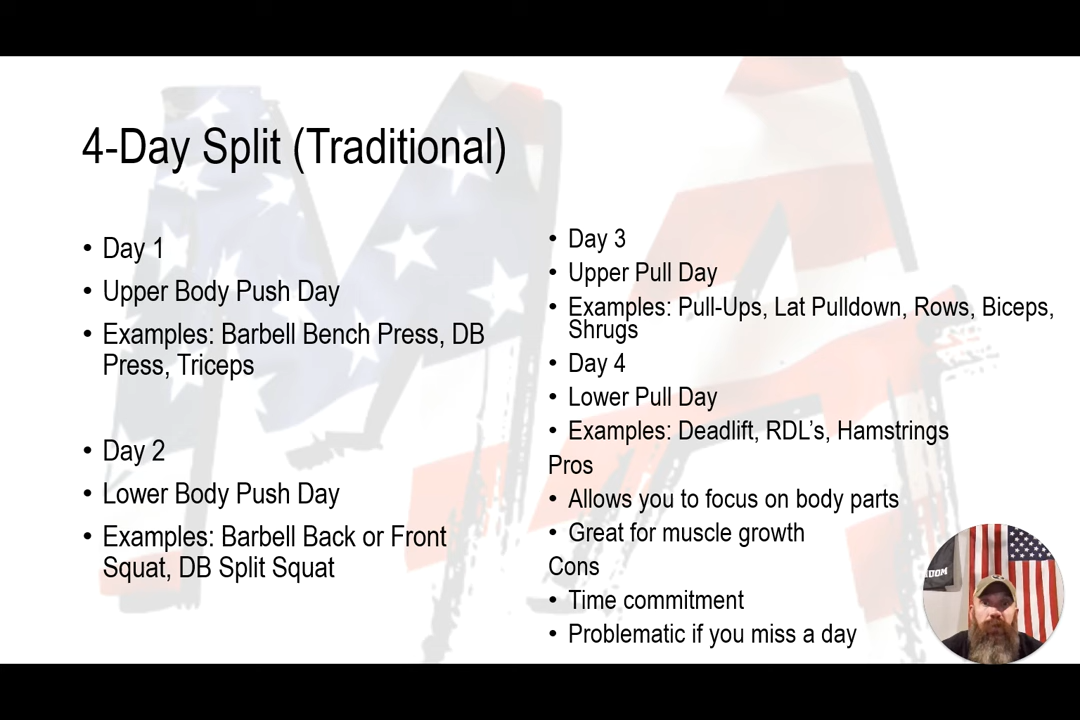 4-Day Split (Traditional)
• Day 1
• Upper Body Push Day
• Examples: Barbell Bench Press, DB
Press, Triceps
• Day 2
• Lower Body Push Day
• Examples: Barbell Back or Front
Squat, DB Split Squat
• Day 3
• Upper Pull Day
• Examples: Pull-Ups, Lat Pulldown, Rows, Biceps,
Shrugs
• Day 4
• Lower Pull Day
• Examples: Deadlift, RDL’s, Hamstrings
Pros
• Allows you to focus on body parts
• Great for muscle growth
Cons
• Time commitment
• Problematic if you miss a day